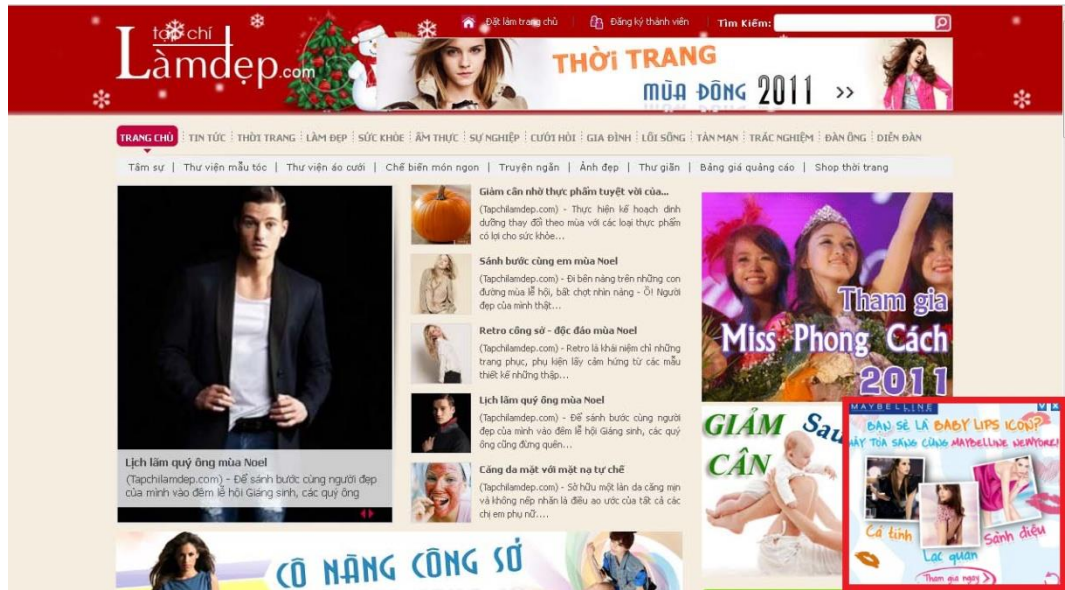 tạp chí
Làmđẹp.com
Đặt làm trang chủ
Đăng ký thành viên
Tìm Kiếm:
THỜI TRANG
MÙA ĐÔNG 2011 >>
TRANG CHỦ TIN TỨC THỜI TRANG LÀM ĐẸP SỨC KHỎE ẨM THỰC SỰ NGHIỆP CƯỚI HỎI GIA ĐÌNH LỐI SỐNG TẢN MẠN TRẮC NGHIỆM ĐÀN ÔNG DIỄN ĐÀN
Tâm sự | Thư viện mẫu tóc | Thư viện áo cưới | Chế biến món ngon | Truyện ngắn | Ảnh đẹp | Thư giãn | Bảng giá quảng cáo | Shop thời trang
Lịch lãm quý ông mùa Noel
(Tapchilamdep.com) - Để sánh bước cùng người đẹp
của mình vào đêm lễ hội Giáng sinh, các quý ông
Giảm cân nhờ thực phẩm tuyệt vời của...
(Tapchilamdep.com) - Thực hiện kế hoạch dinh
dưỡng thay đổi theo mùa với các loại thực phẩm
có lợi cho sức khỏe...
Sánh bước cùng em mùa Noel
(Tapchilamdep.com) - Đi bên nàng trên những con
đường mùa lễ hội, bất chợt nhìn nàng - Ồ! Người
đẹp của mình thật...
Retro công sở - độc đáo mùa Noel
(Tapchilamdep.com) - Retro là khái niệm chỉ những
trang phục, phụ kiện lấy cảm hứng từ các mẫu
thiết kế những thập...
Lịch lãm quý ông mùa Noel
(Tapchilamdep.com) - Để sánh bước cùng người
đẹp của mình vào đêm lễ hội Giáng sinh, các quý
ông cũng đừng quên...
Căng da mặt với mặt nạ tự chế
(Tapchilamdep.com) - Sở hữu một làn da căng mịn
và không nếp nhăn là điều ao ước của tất cả các
chị em phụ nữ....
Tham gia
Miss Phong Cách
2011
GIẢM Sau
CÂN
MAYBELLINE
BẠN SẼ LÀ BABY LIPS ICON?
HÃY TỎA SÁNG CÙNG MAYBELLINE NEWYORK!
Cá tính
Lạc quan
Sành điệu
Tham gia ngay
CÔ NÀNG CÔNG SỞ